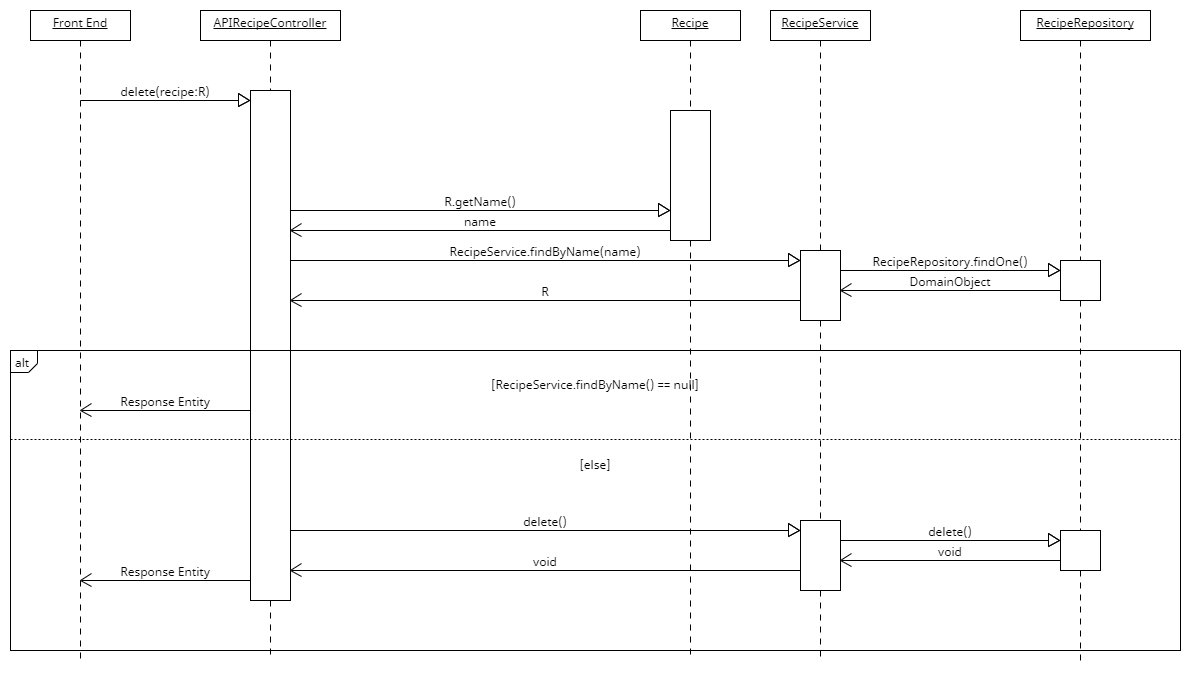 Front End
APIRecipeController
Recipe
RecipeService
RecipeRepository
delete(recipe:R)
R.getName()
name
RecipeService.findByName(name)
RecipeRepository.findOne()
DomainObject
R
alt
[RecipeService.findByName() == null]
Response Entity
[else]
delete()
delete()
void
void
Response Entity